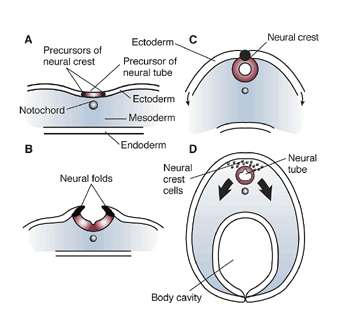 A
Precursors of
neural crest
Precursor of
neural tube
Ectoderm
Notochord
Mesoderm
Endoderm
B
Neural folds
C
Ectoderm
Neural crest
D
Neural
crest
cells
Neural
tube
Body cavity